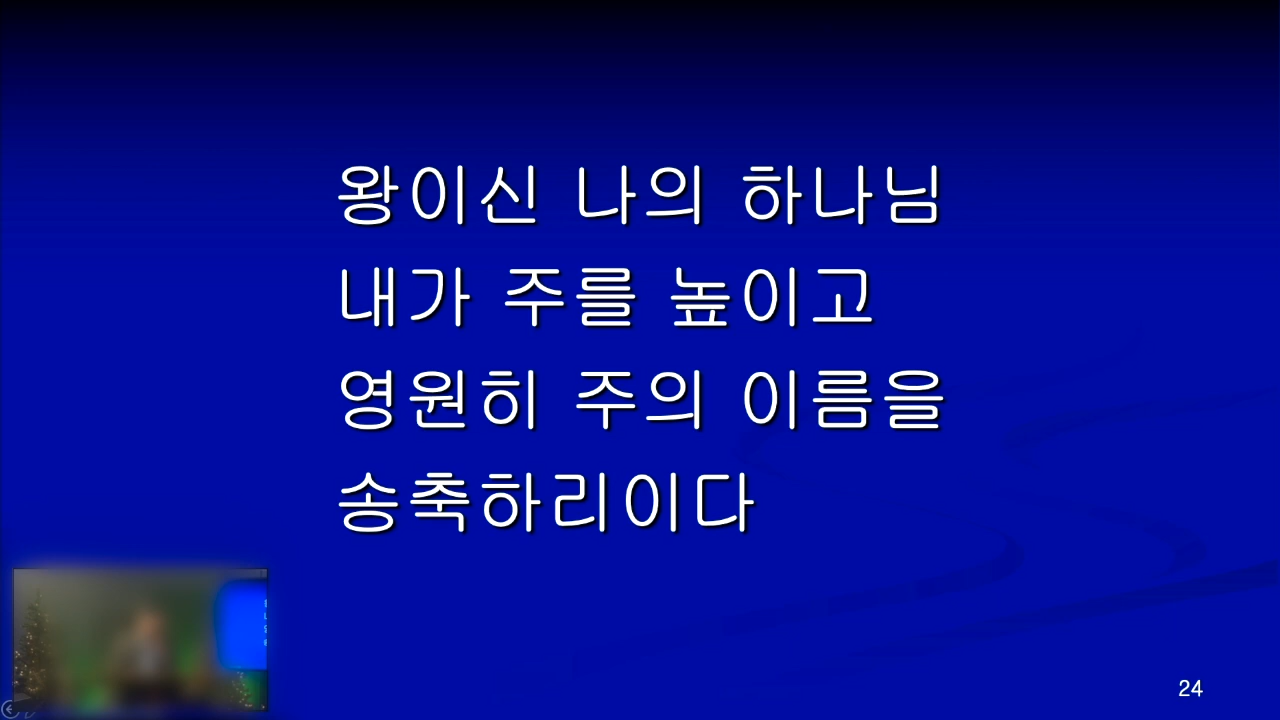 왕이신 나의 하나님
내가 주를 높이고
영원히 주의 이름을
송축하리이다
24